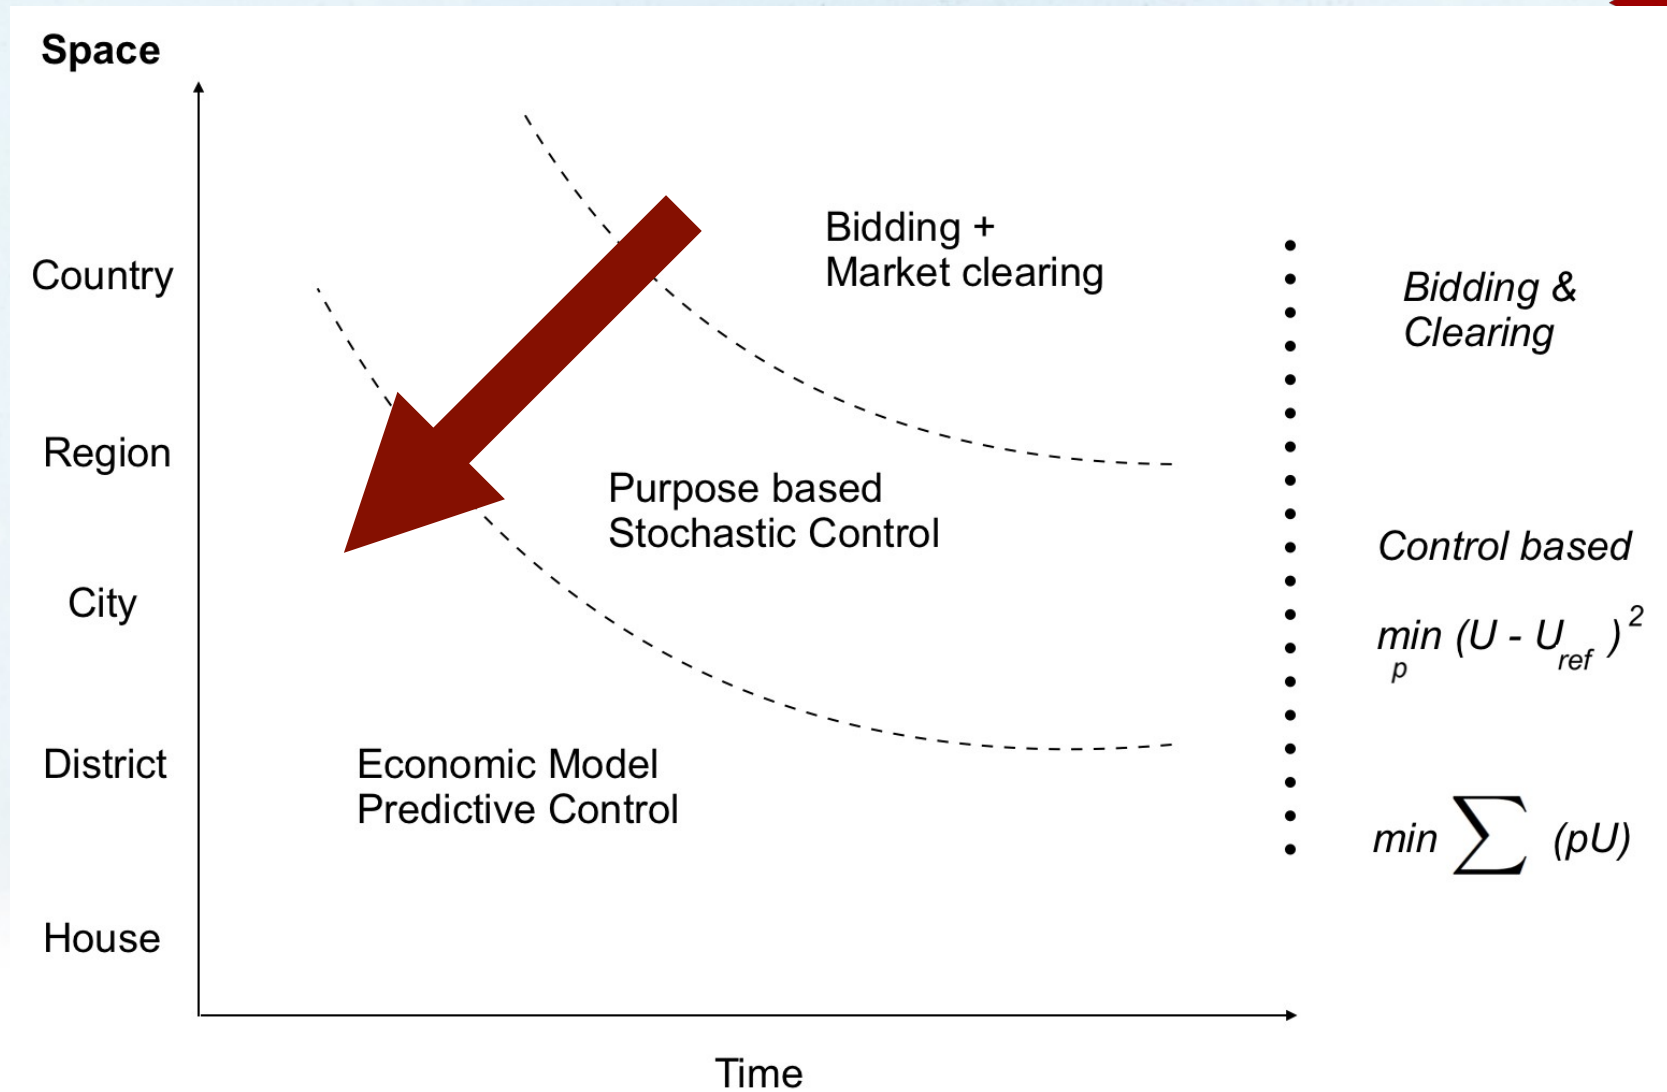 Space
Country
Region
City
District
House
Time
Bidding +
Market clearing
Purpose based
Stochastic Control
Economic Model
Predictive Control
Bidding &
Clearing
Control based
min (U - U_ref )^2
p
min ∑ (pU)